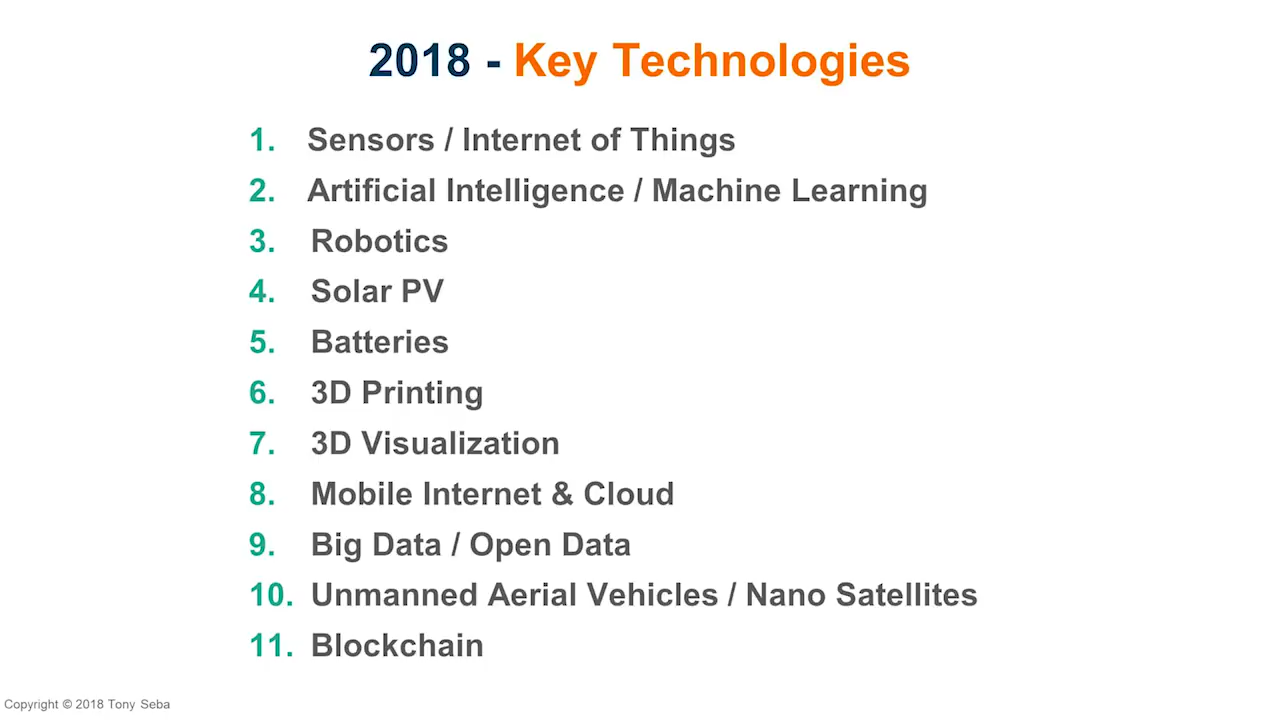 2018 - Key Technologies
1. Sensors / Internet of Things
2. Artificial Intelligence / Machine Learning
3. Robotics
4. Solar PV
5. Batteries
6. 3D Printing
7. 3D Visualization
8. Mobile Internet & Cloud
9. Big Data / Open Data
10. Unmanned Aerial Vehicles / Nano Satellites
11. Blockchain
Copyright © 2018 Tony Seba